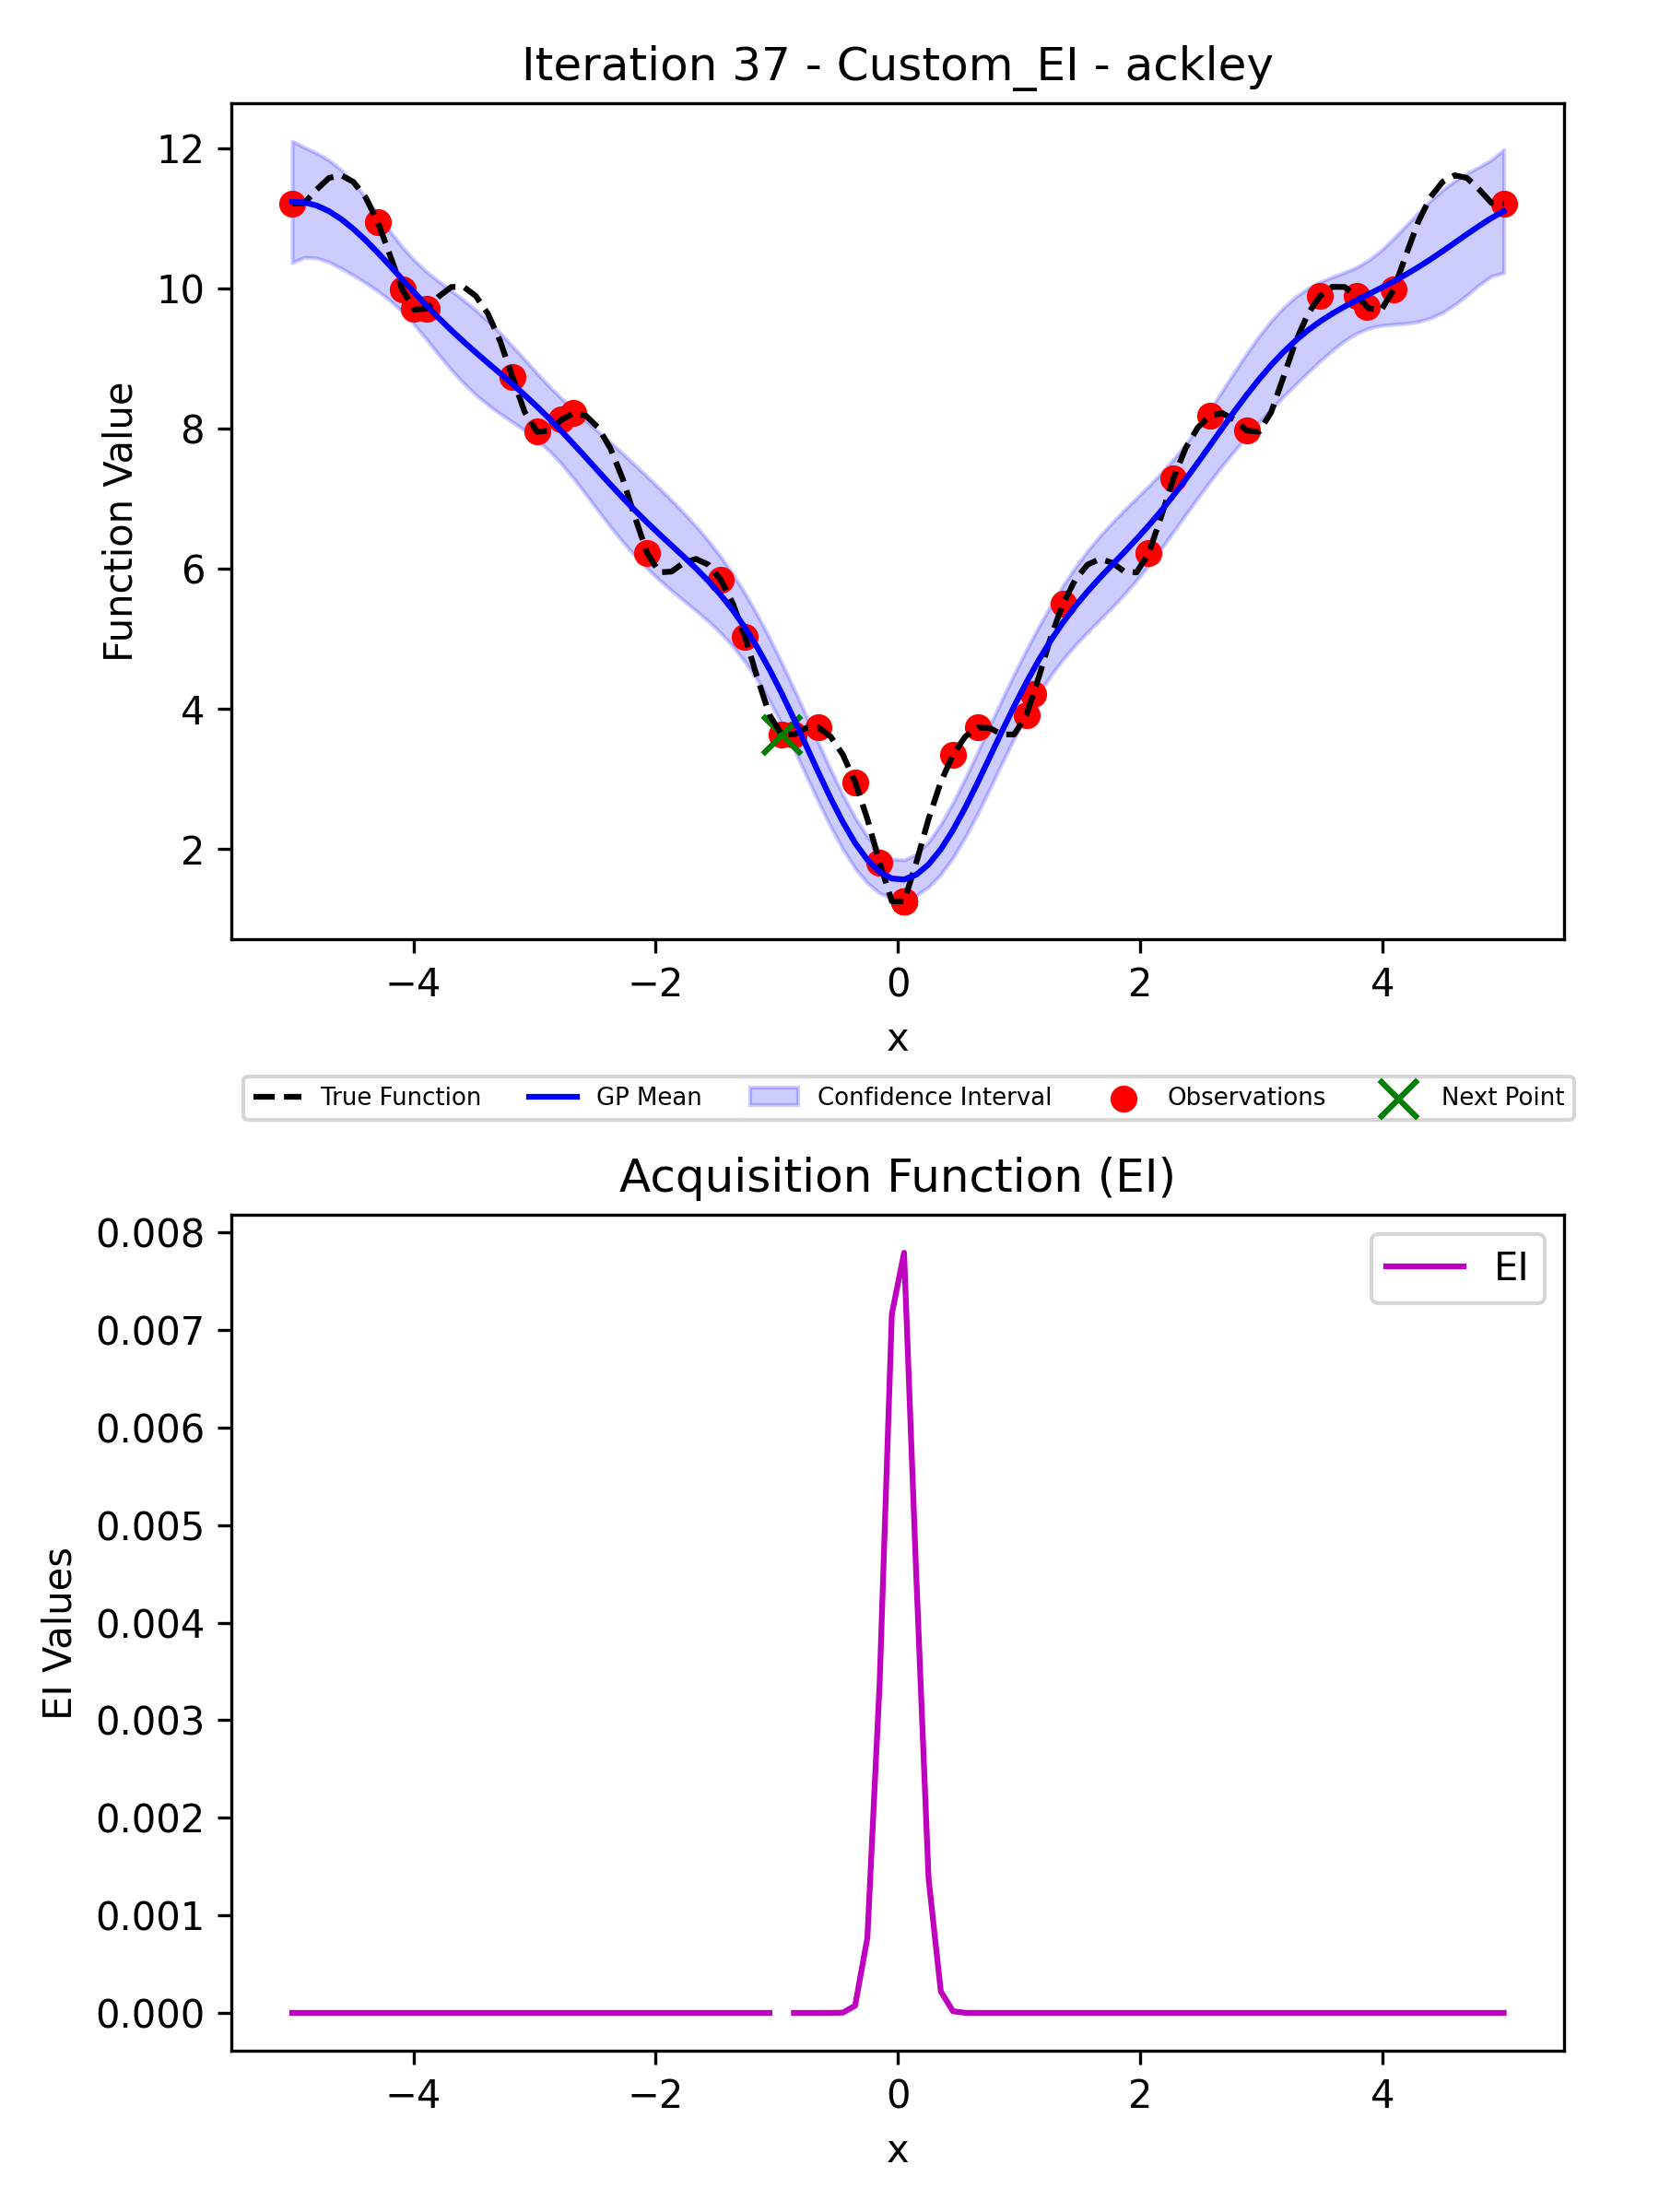 Iteration 37 - Custom_EI - ackley
12
10
8
6
4
2
Function Value
−4 −2 0 2 4
x
True Function GP Mean Confidence Interval Observations Next Point
Acquisition Function (EI)
0.008
0.007
0.006
0.005
0.004
0.003
0.002
0.001
0.000
EI Values
EI
−4 −2 0 2 4
x